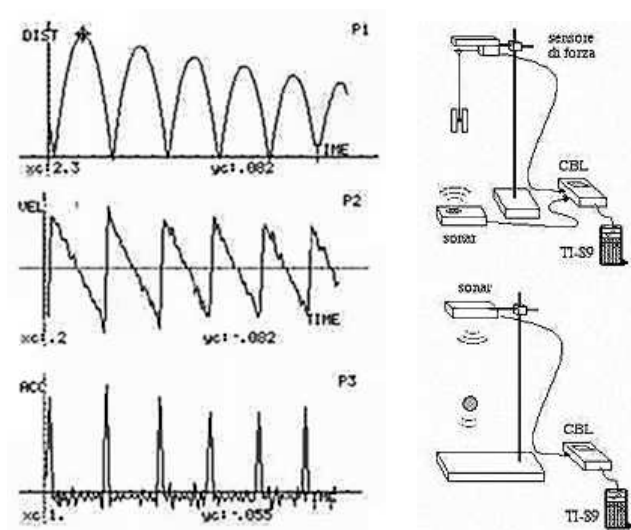 DIST
P1
TIME
xc:2.3
yc:.082
VEL
P2
TIME
xc:.2
yc:-.082
ACC
P3
TIME
xc:1.
yc:-.055
sensore
di forza
CBL
sonar
TI-89
sonar
CBL
TI-89